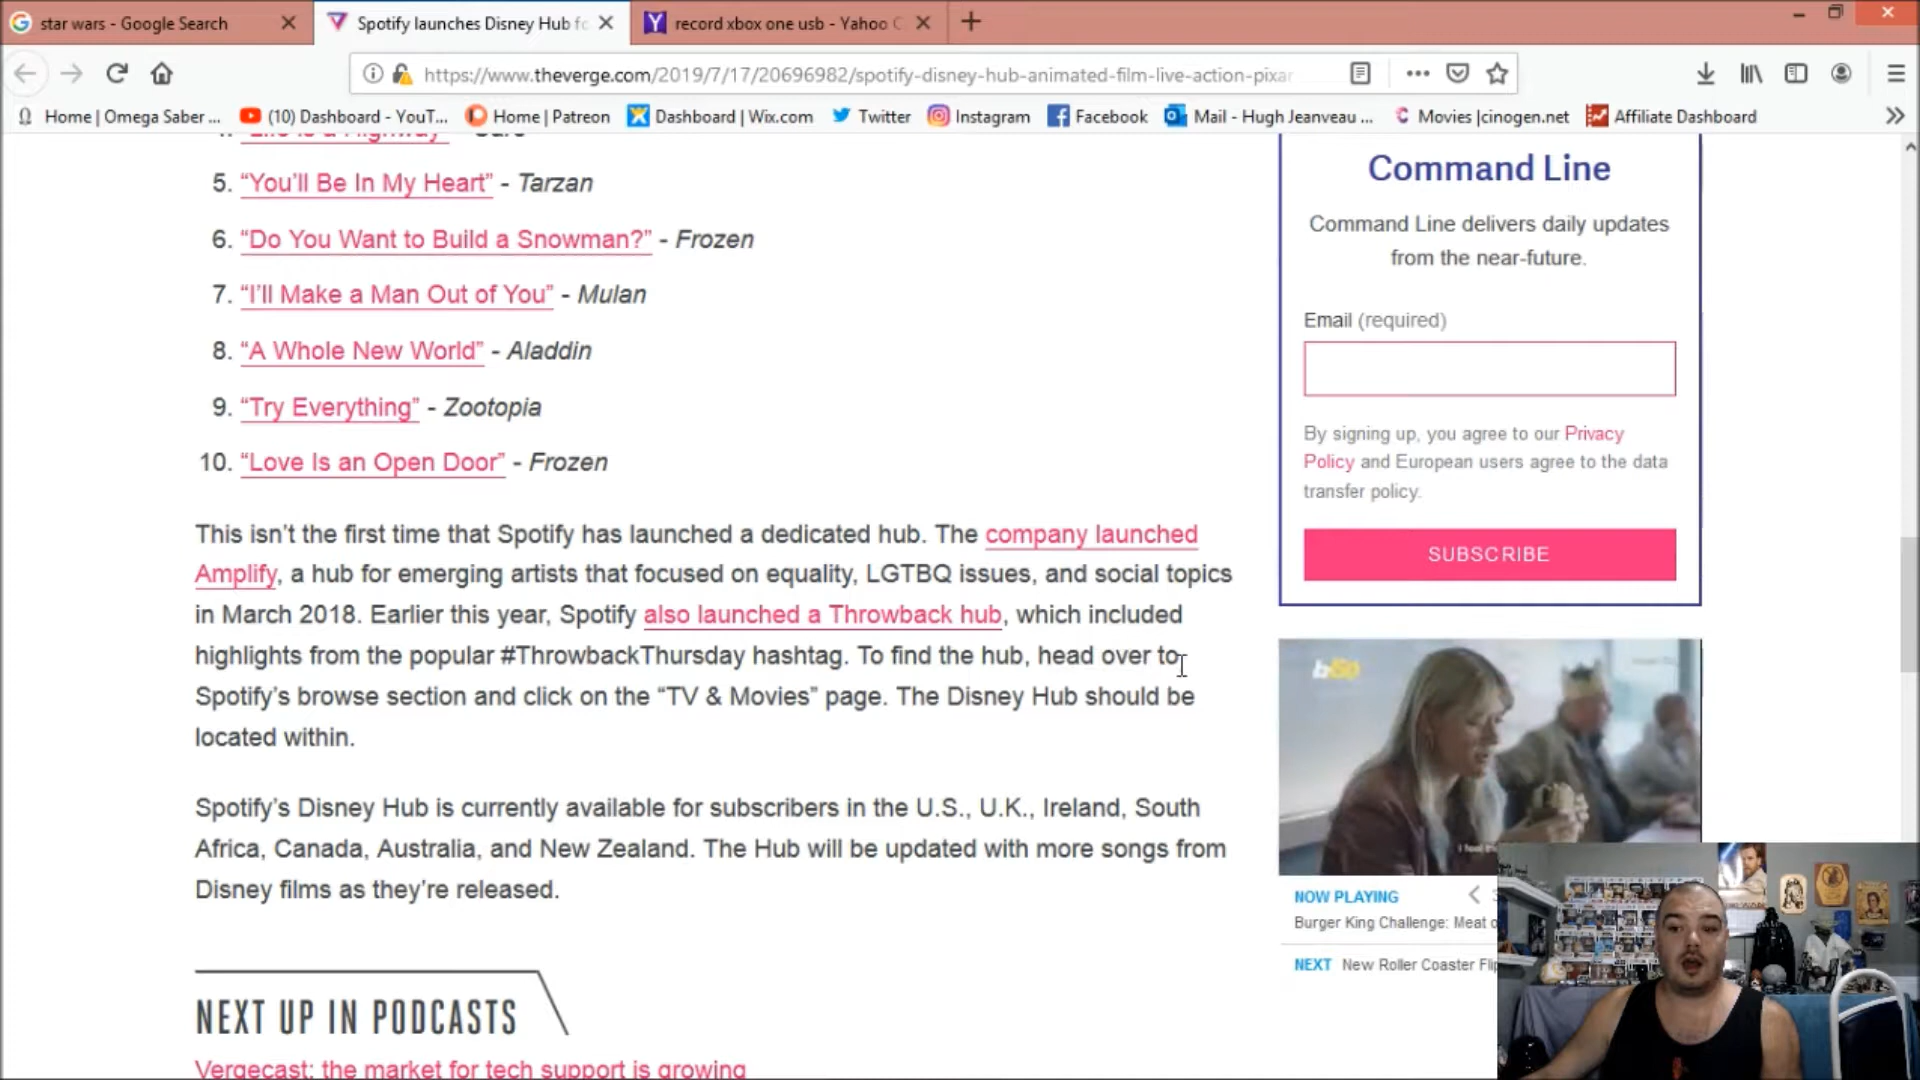 star wars - Google Search
Spotify launches Disney Hub fo
record xbox one usb - Yahoo
https://www.theverge.com/2019/7/17/20696982/spotify-disney-hub-animated-film-live-action-pixar
Home | Omega Saber ...
(10) Dashboard - YouT...
Home | Patreon
Dashboard | Wix.com
Twitter
Instagram
Facebook
Mail - Hugh Jeanveau ...
Movies |cinogen.net
Affiliate Dashboard
"Life Is a Highway" - Cars
5. “You’ll Be In My Heart” - Tarzan
6. “Do You Want to Build a Snowman?” - Frozen
7. “I’ll Make a Man Out of You” - Mulan
8. “A Whole New World” - Aladdin
9. “Try Everything” - Zootopia
10. “Love Is an Open Door” - Frozen
This isn’t the first time that Spotify has launched a dedicated hub. The company launched
Amplify, a hub for emerging artists that focused on equality, LGTBQ issues, and social topics
in March 2018. Earlier this year, Spotify also launched a Throwback hub, which included
highlights from the popular #ThrowbackThursday hashtag. To find the hub, head over to
Spotify’s browse section and click on the “TV & Movies” page. The Disney Hub should be
located within.
Spotify’s Disney Hub is currently available for subscribers in the U.S., U.K., Ireland, South
Africa, Canada, Australia, and New Zealand. The Hub will be updated with more songs from
Disney films as they’re released.
NEXT UP IN PODCASTS
Vergecast: the market for tech support is growing
Command Line
Command Line delivers daily updates
from the near-future.
Email (required)
By signing up, you agree to our Privacy
Policy and European users agree to the data
transfer policy.
SUBSCRIBE
NOW PLAYING
Burger King Challenge: Meat o
NEXT New Roller Coaster Flip